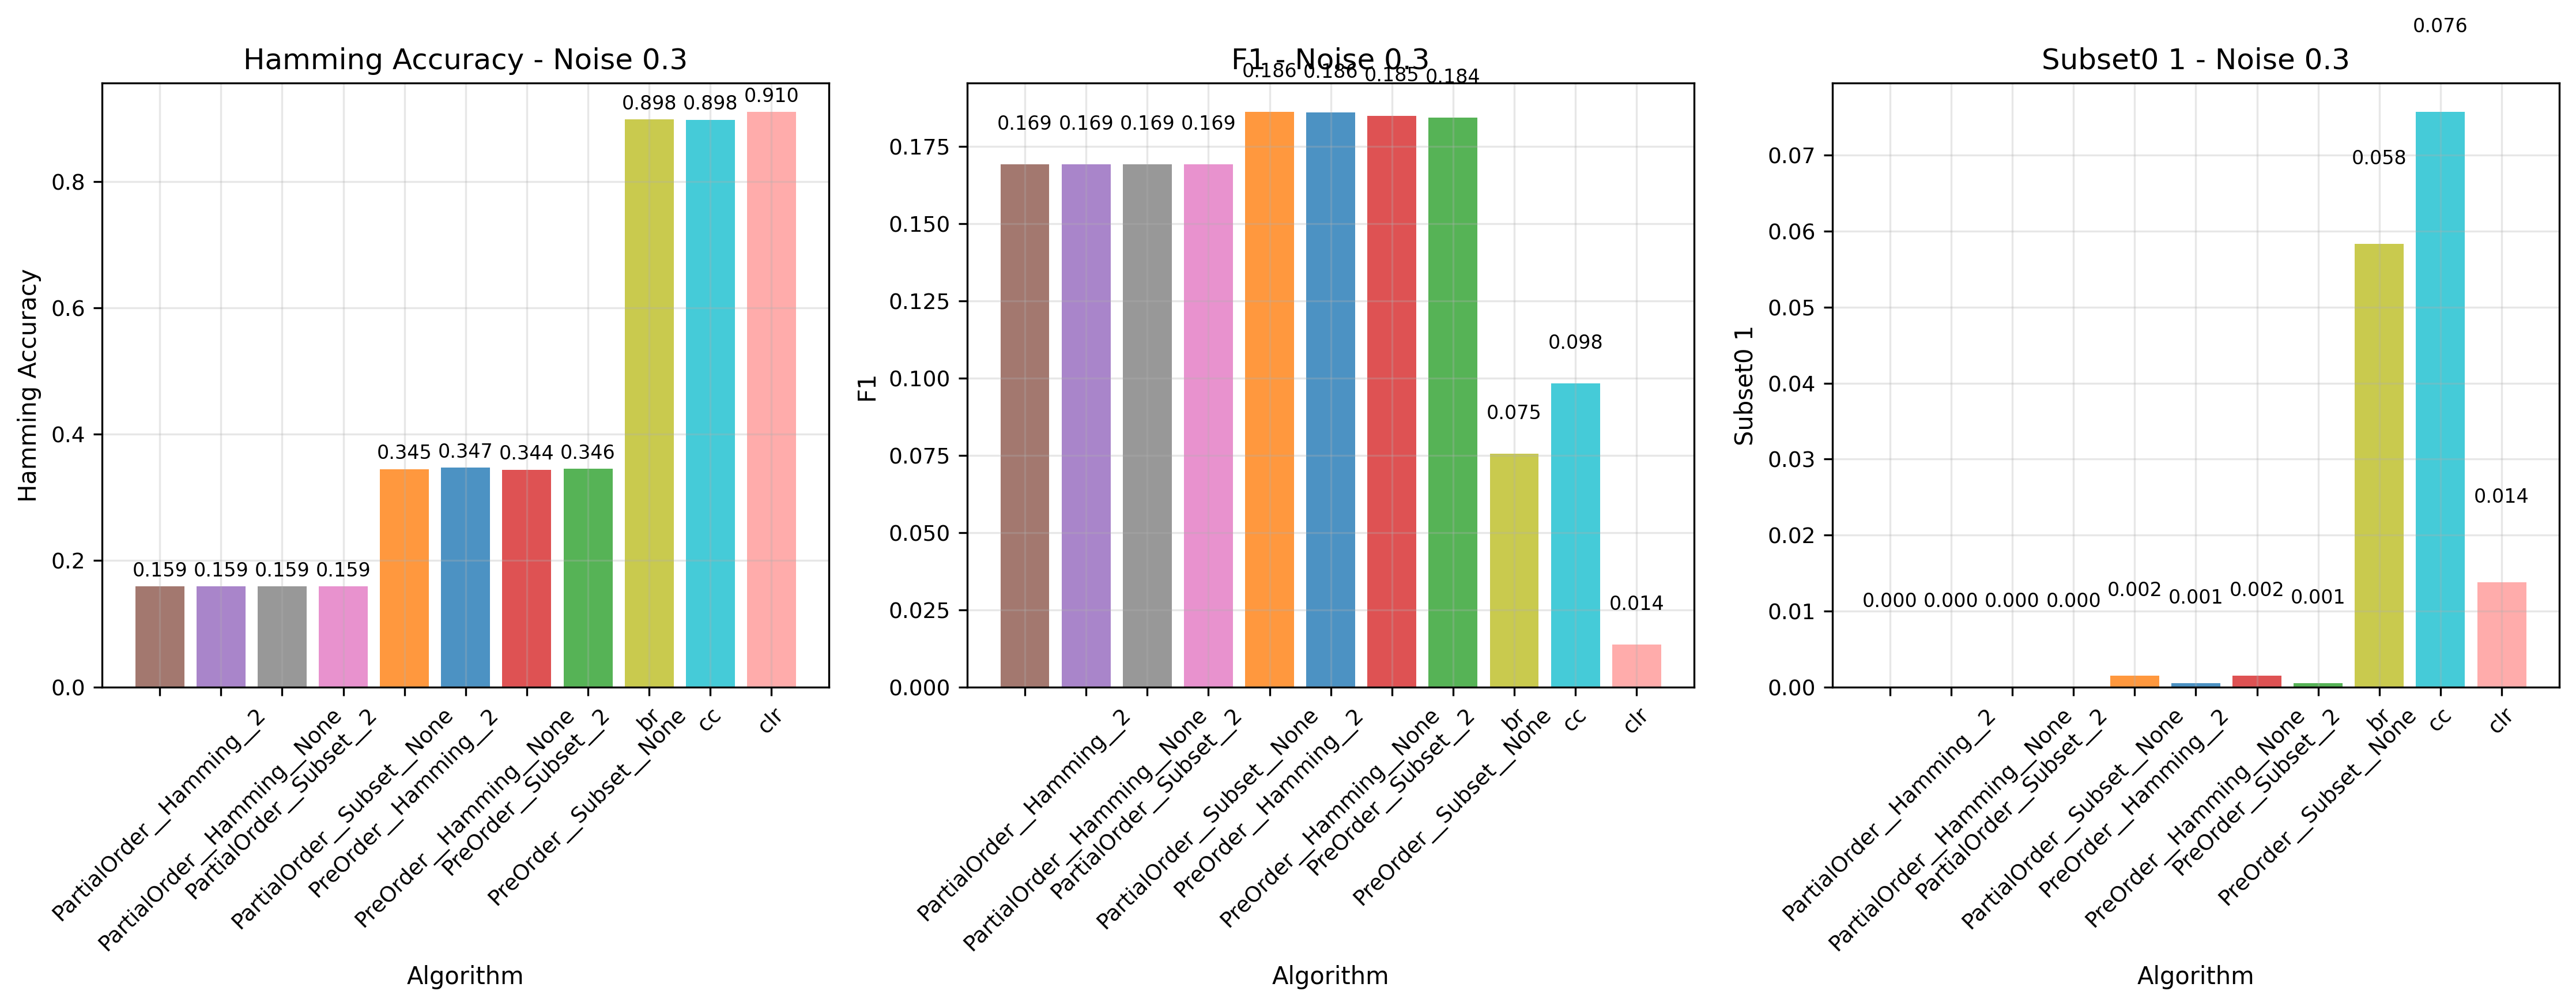 Hamming Accuracy - Noise 0.3
Hamming Accuracy
0.8
0.6
0.4
0.2
0.0
0.159 0.159 0.159 0.159 0.345 0.347 0.344 0.346 0.898 0.898 0.910
PartialOrder__Hamming__2
PartialOrder__Hamming__None
PartialOrder__Subset__2
PartialOrder__Subset__None
PreOrder__Hamming__2
PreOrder__Hamming__None
PreOrder__Subset__2
PreOrder__Subset__None
br
cc
clr
Algorithm
F1 - Noise 0.3
F1
0.175
0.150
0.125
0.100
0.075
0.050
0.025
0.000
0.169 0.169 0.169 0.169 0.186 0.186 0.185 0.184 0.075 0.098 0.014
PartialOrder__Hamming__2
PartialOrder__Hamming__None
PartialOrder__Subset__2
PartialOrder__Subset__None
PreOrder__Hamming__2
PreOrder__Hamming__None
PreOrder__Subset__2
PreOrder__Subset__None
br
cc
clr
Algorithm
Subset0 1 - Noise 0.3
Subset0 1
0.07
0.06
0.05
0.04
0.03
0.02
0.01
0.00
0.000 0.000 0.000 0.000 0.002 0.001 0.002 0.001 0.058 0.076 0.014
PartialOrder__Hamming__2
PartialOrder__Hamming__None
PartialOrder__Subset__2
PartialOrder__Subset__None
PreOrder__Hamming__2
PreOrder__Hamming__None
PreOrder__Subset__2
PreOrder__Subset__None
br
cc
clr
Algorithm